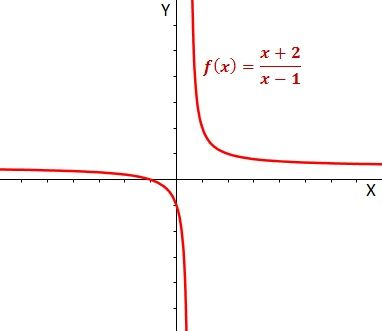 Y
f(x) = x + 2 / x − 1
X